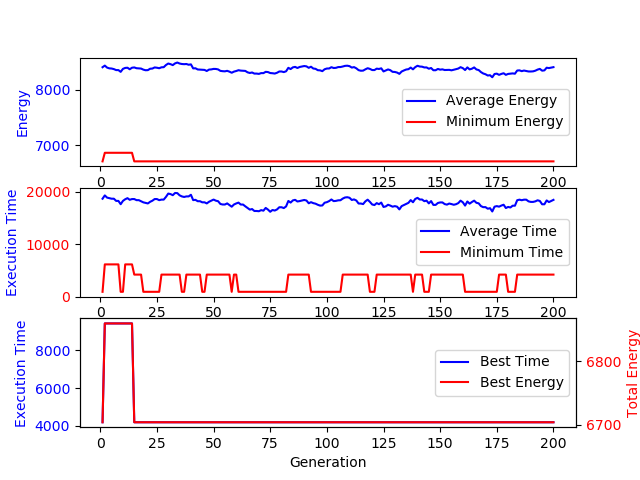 8000
7000
Energy
Average Energy
Minimum Energy
0 25 50 75 100 125 150 175 200
20000
10000
0
Execution Time
Average Time
Minimum Time
0 25 50 75 100 125 150 175 200
8000
6000
4000
Execution Time
Best Time
Best Energy
6800
6700
Total Energy
0 25 50 75 100 125 150 175 200
Generation